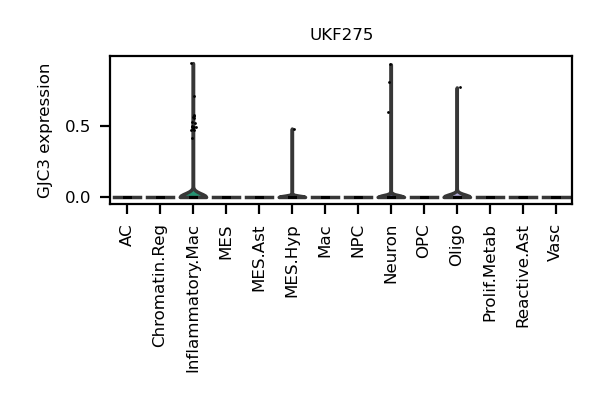 UKF275
GJC3 expression
0.5
0.0
AC
Chromatin.Reg
Inflammatory.Mac
MES
MES.Ast
MES.Hyp
Mac
NPC
Neuron
OPC
Oligo
Prolif.Metab
Reactive.Ast
Vasc